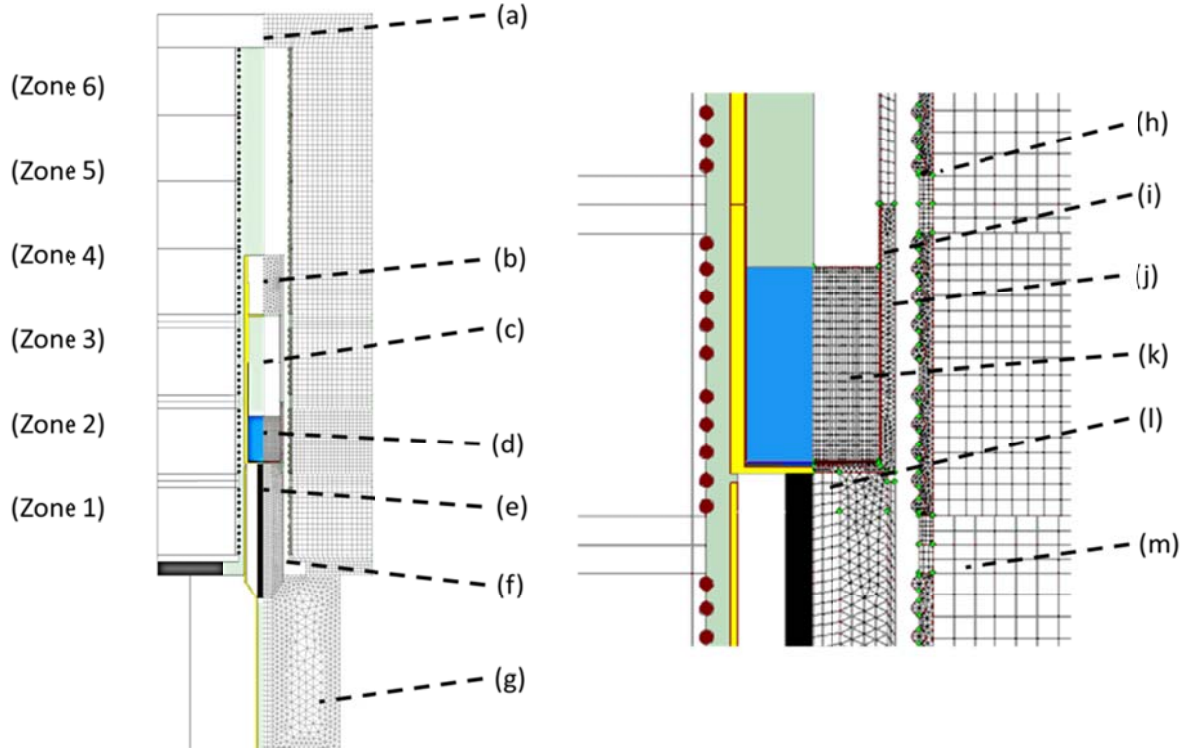 (a)
(Zone 6)
(Zone 5)
(Zone 4)
(b)
(Zone 3)
(c)
(Zone 2)
(d)
(Zone 1)
(e)
(f)
(g)
(h)
(i)
(j)
(k)
(l)
(m)